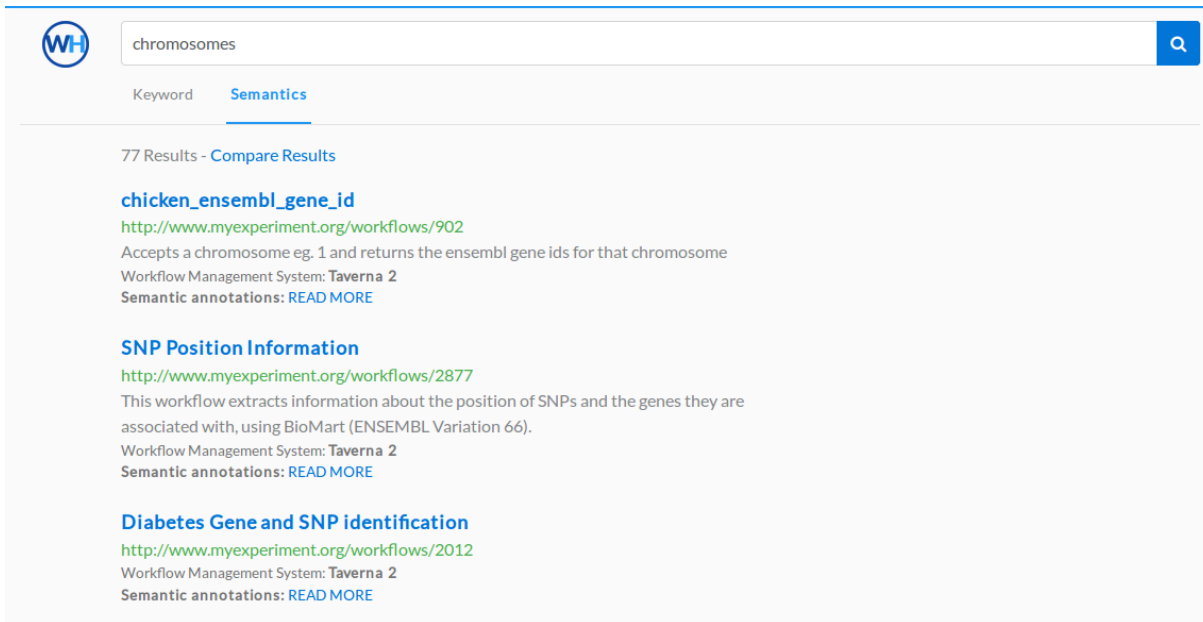 WH
chromosomes
Keyword Semantics
77 Results - Compare Results
chicken_ensembl_gene_id
http://www.myexperiment.org/workflows/902
Accepts a chromosome eg. 1 and returns the ensembl gene ids for that chromosome
Workflow Management System: Taverna 2
Semantic annotations: READ MORE
SNP Position Information
http://www.myexperiment.org/workflows/2877
This workflow extracts information about the position of SNPs and the genes they are
associated with, using BioMart (ENSEMBL Variation 66).
Workflow Management System: Taverna 2
Semantic annotations: READ MORE
Diabetes Gene and SNP identification
http://www.myexperiment.org/workflows/2012
Workflow Management System: Taverna 2
Semantic annotations: READ MORE